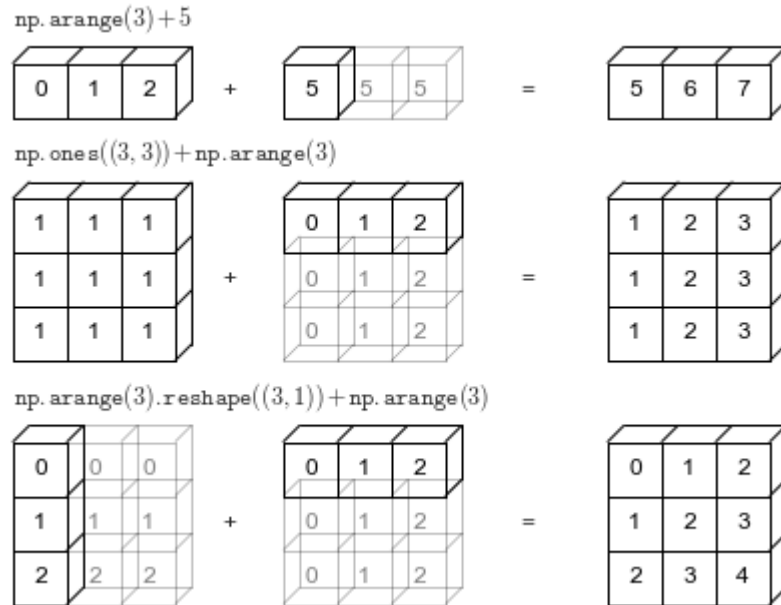 np.arange(3)+5
0 1 2 + 5 5 5 = 5 6 7
np.ones((3,3))+np.arange(3)
1 1 1 0 1 2 1 2 3
1 1 1 + 0 1 2 = 1 2 3
1 1 1 0 1 2 1 2 3
np.arange(3).reshape((3,1))+np.arange(3)
0 0 0 0 1 2 0 1 2
1 1 1 + 0 1 2 = 1 2 3
2 2 2 0 1 2 2 3 4